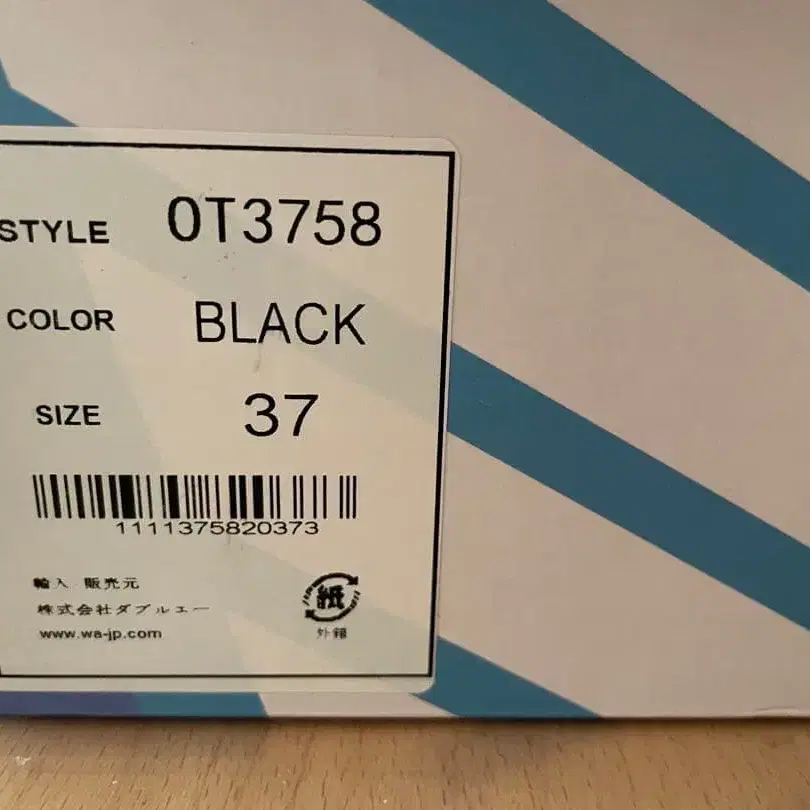 STYLE 0T3758
COLOR BLACK
SIZE 37
1111375820373
輸入 販売元
株式会社ダブルエー
www.wa-jp.com
紙
外箱